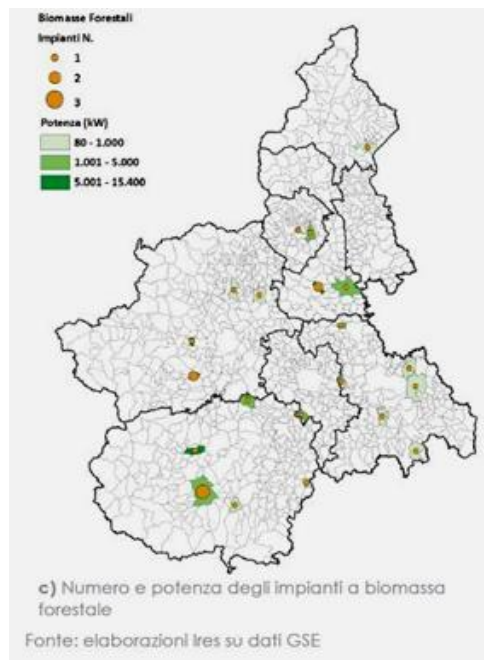 Biomasse Forestali
Impianti N.
1
2
3
Potenza (kW)
80 - 1.000
1.001 - 5.000
5.001 - 15.400
c) Numero e potenza degli impianti a biomassa
forestale
Fonte: elaborazioni Ires su dati GSE